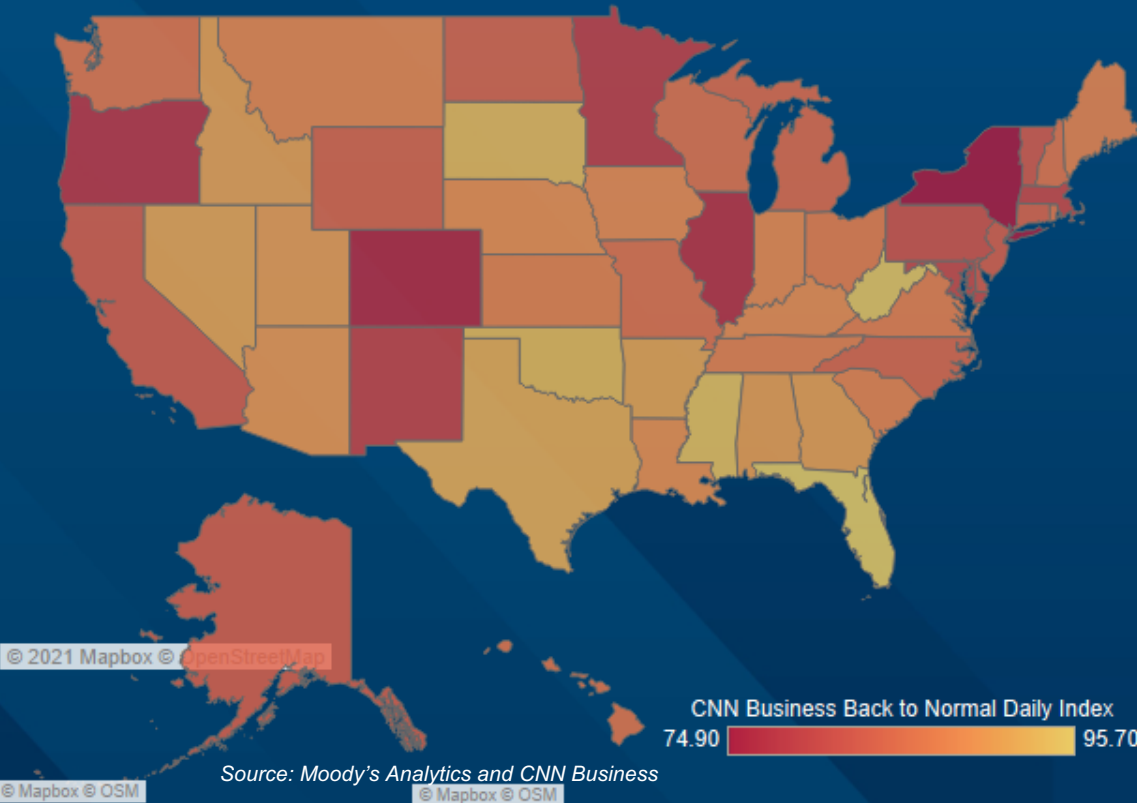 © 2021 Mapbox © OpenStreetMap
CNN Business Back to Normal Daily Index
74.90 95.70
Source: Moody’s Analytics and CNN Business
© Mapbox © OSM
© Mapbox © OSM